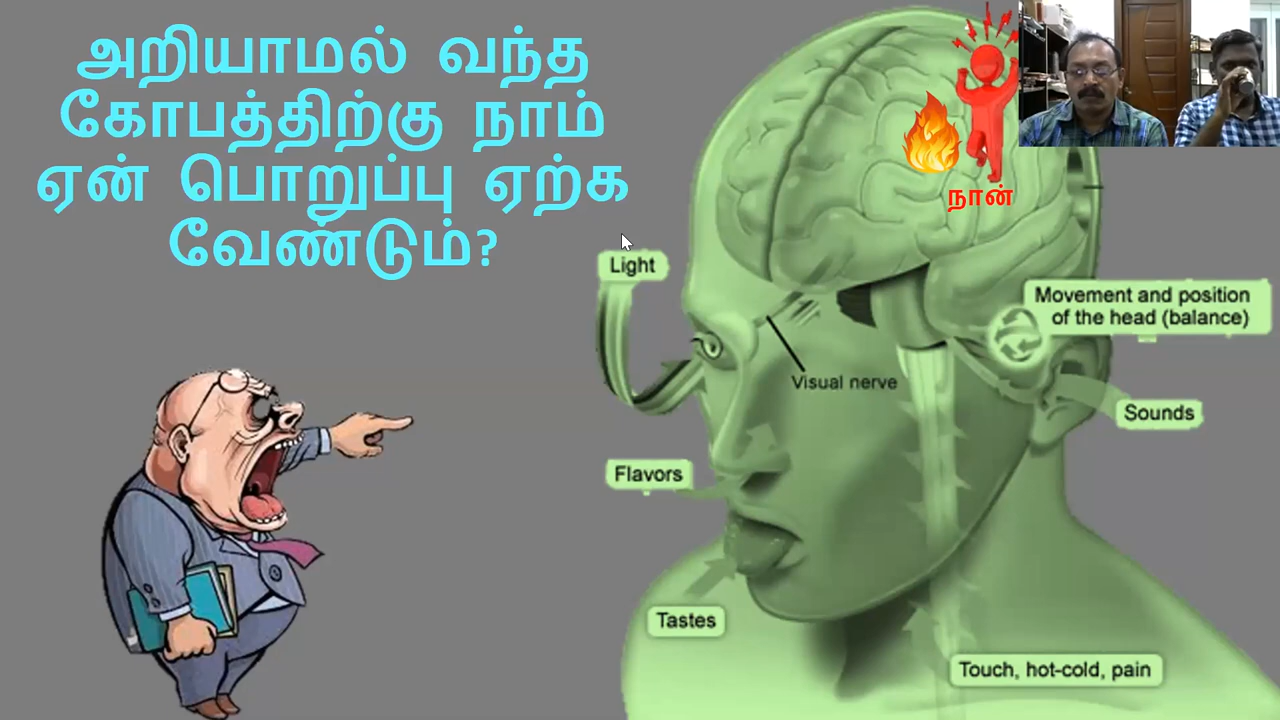 அறியாமல் வந்த
கோபத்திற்கு நாம்
ஏன் பொறுப்பு ஏற்க
வேண்டும்?
நான்
Light
Movement and position
of the head (balance)
Visual nerve
Sounds
Flavors
Tastes
Touch, hot-cold, pain